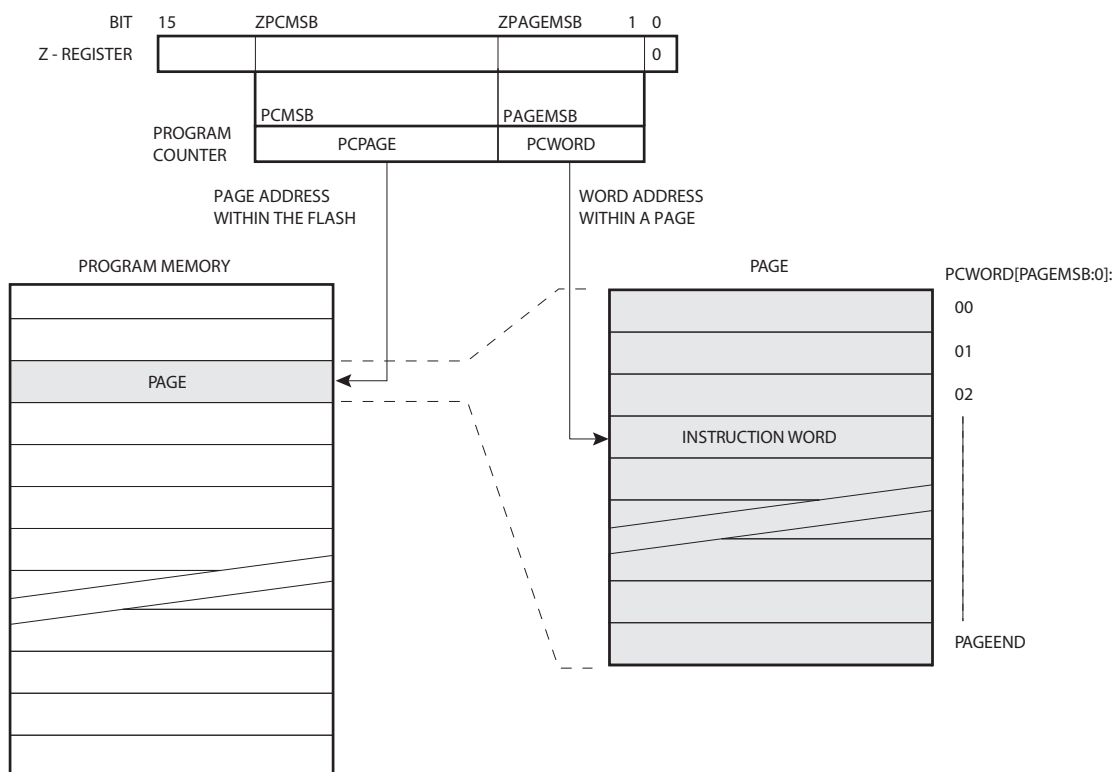 BIT 15 ZPCMSB ZPAGEMSB 1 0
Z - REGISTER 0
PCMSB PAGEMSB
PROGRAM
COUNTER
PCPAGE PCWORD
PAGE ADDRESS
WITHIN THE FLASH
WORD ADDRESS
WITHIN A PAGE
PROGRAM MEMORY
PAGE
PAGE
PCWORD[PAGEMSB:0]:
00
01
02
INSTRUCTION WORD
PAGEEND